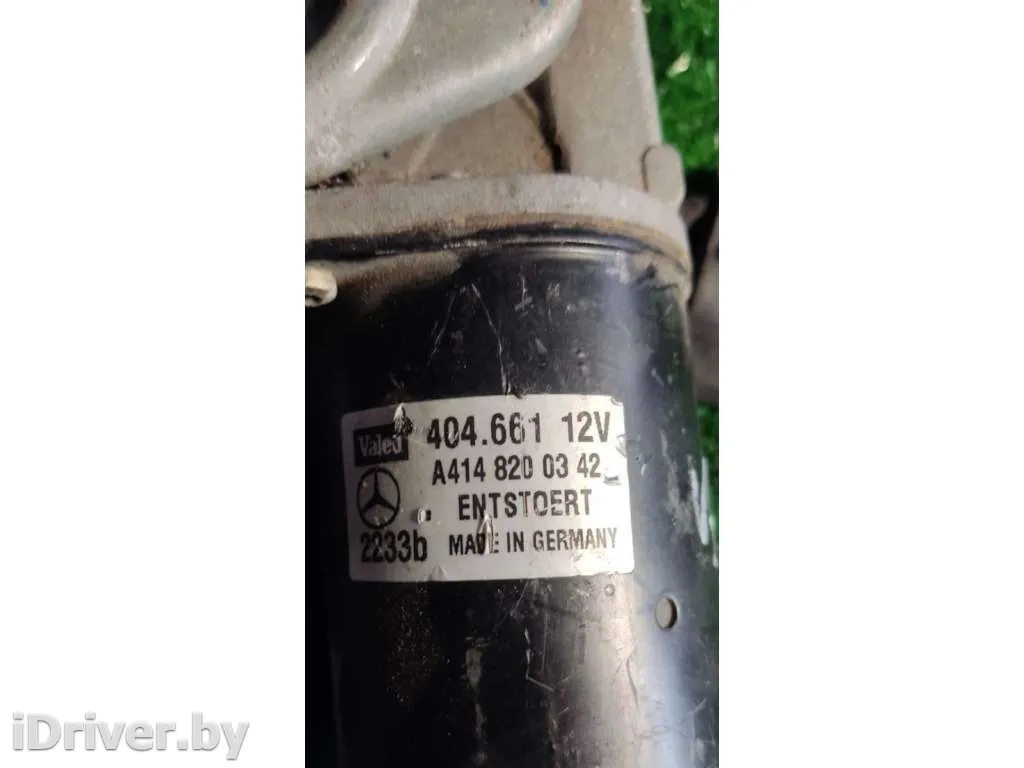 Valeo 404.661 12V
A414 820 03 42
ENTSTOERT
2233b MADE IN GERMANY
iDriver.by